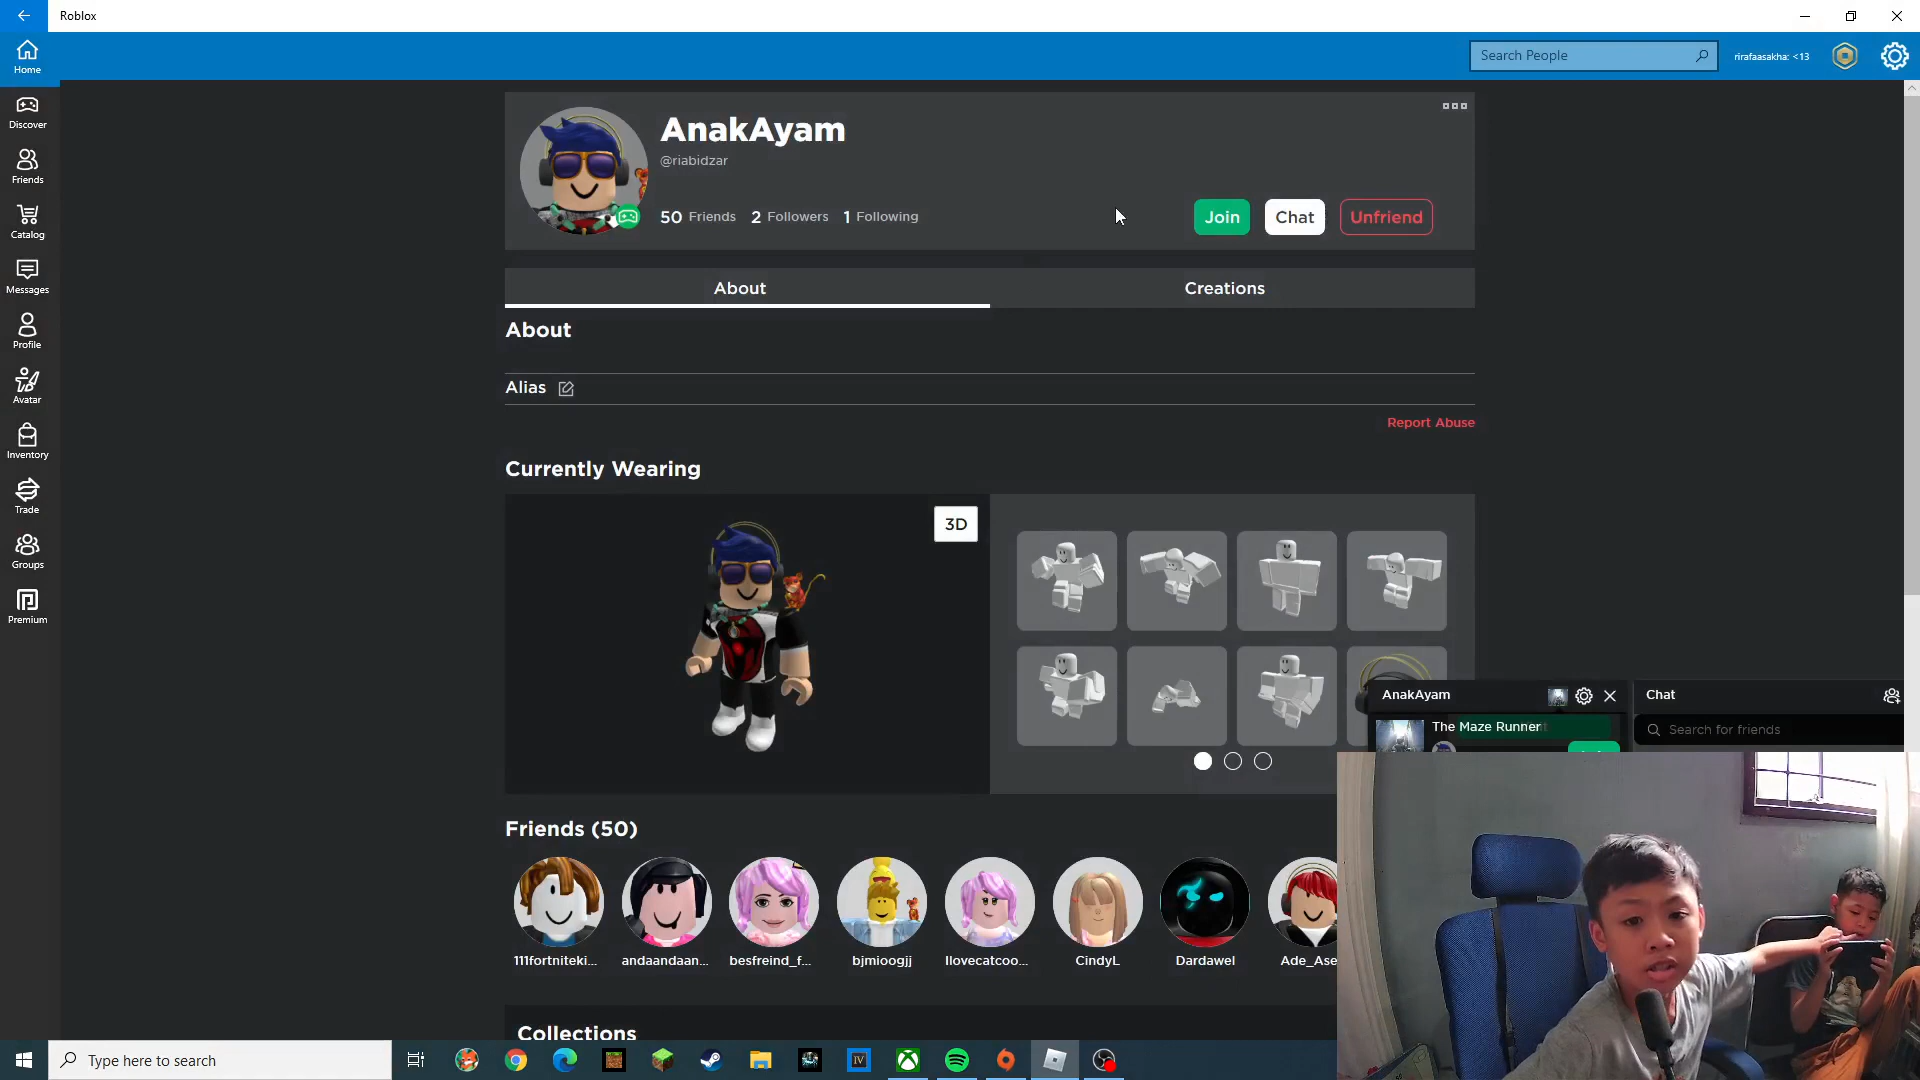 Roblox
Home
Search People
rirafaasakha: <13
Discover
Friends
Catalog
Messages
Profile
Avatar
Inventory
Trade
Groups
Premium
AnakAyam
@riabidzar
50 Friends 2 Followers 1 Following
Join
Chat
Unfriend
About
Creations
About
Alias
Report Abuse
Currently Wearing
3D
AnakAyam
The Maze Runner
Chat
Search for friends
Friends (50)
111fortniteki...
andaandaan...
besfreind_f...
bjmioogjj
Ilovecatcoo...
CindyL
Dardawel
Ade_Ase
Collections
Type here to search
IV